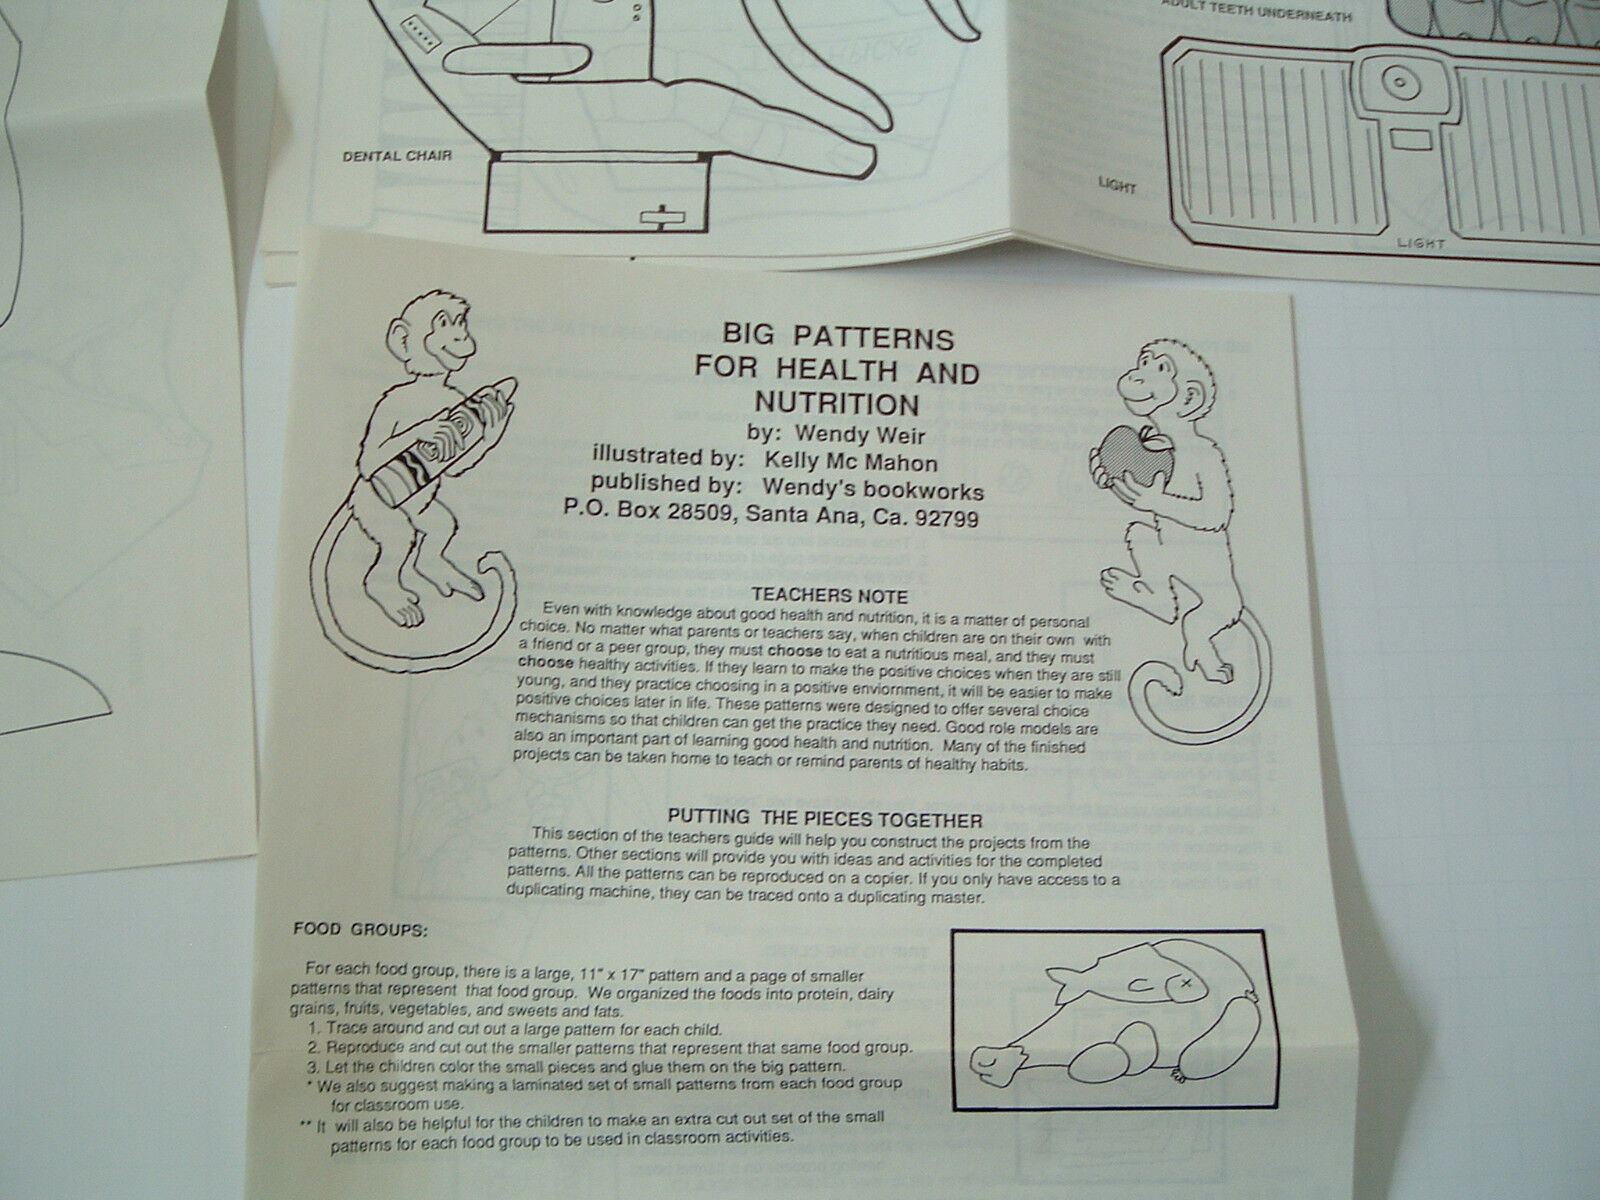 ADULT TEETH UNDERNEATH
DENTAL CHAIR
LIGHT
LIGHT
BIG PATTERNS
FOR HEALTH AND
NUTRITION
by: Wendy Weir
illustrated by: Kelly Mc Mahon
published by: Wendy's bookworks
P.O. Box 28509, Santa Ana, Ca. 92799
TEACHERS NOTE
Even with knowledge about good health and nutrition, it is a matter of personal
choice. No matter what parents or teachers say, when children are on their own with
a friend or a peer group, they must choose to eat a nutritious meal, and they must
choose healthy activities. If they learn to make the positive choices when they are still
young, and they practice choosing in a positive enviornment, it will be easier to make
positive choices later in life. These patterns were designed to offer several choice
mechanisms so that children can get the practice they need. Good role models are
also an important part of learning good health and nutrition. Many of the finished
projects can be taken home to teach or remind parents of healthy habits.
PUTTING THE PIECES TOGETHER
This section of the teachers guide will help you construct the projects from the
patterns. Other sections will provide you with ideas and activities for the completed
patterns. All the patterns can be reproduced on a copier. If you only have access to a
duplicating machine, they can be traced onto a duplicating master.
FOOD GROUPS:
For each food group, there is a large, 11" x 17" pattern and a page of smaller
patterns that represent that food group. We organized the foods into protein, dairy
grains, fruits, vegetables, and sweets and fats.
1. Trace around and cut out a large pattern for each child.
2. Reproduce and cut out the smaller patterns that represent that same food group.
3. Let the children color the small pieces and glue them on the big pattern.
* We also suggest making a laminated set of small patterns from each food group
for classroom use.
** It will also be helpful for the children to make an extra cut out set of the small
patterns for each food group to be used in classroom activities.